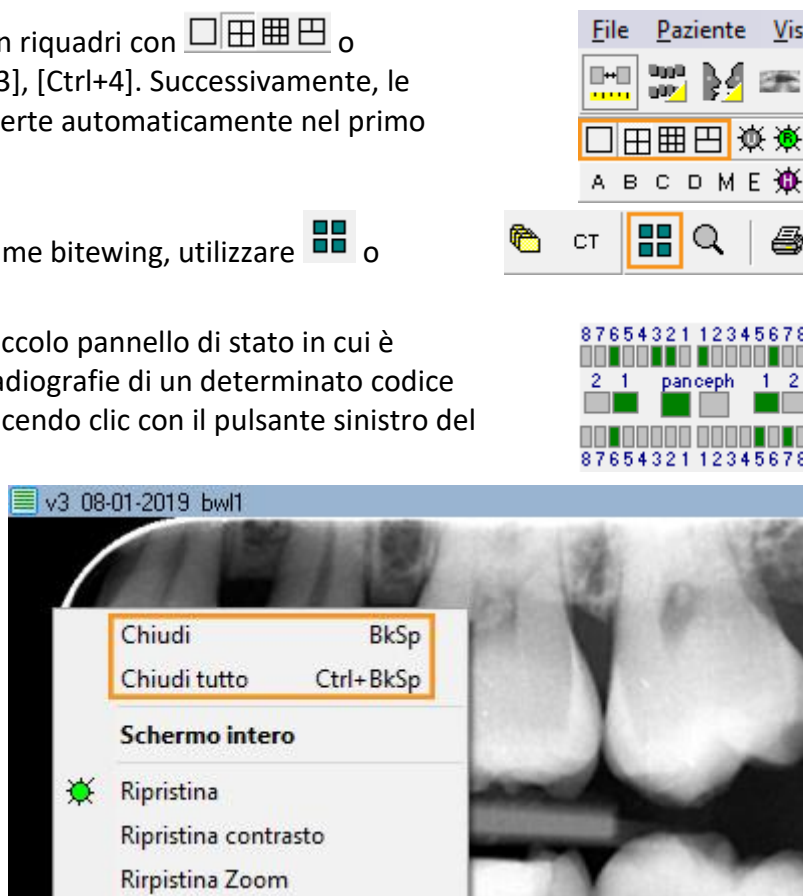 n riquadri con o
3], [Ctrl+4]. Successivamente, le
erte automaticamente nel primo
me bitewing, utilizzare o
ccolo pannello di stato in cui è
adiografie di un determinato codice
cendo clic con il pulsante sinistro del
File Paziente Vis
U R
A B C D M E H
CT
87654321 12345678
2 1 pan ceph 1 2
87654321 12345678
v3 08-01-2019 bwl1
Chiudi BkSp
Chiudi tutto Ctrl+BkSp
Schermo intero
Ripristina
Ripristina contrasto
Rirpistina Zoom